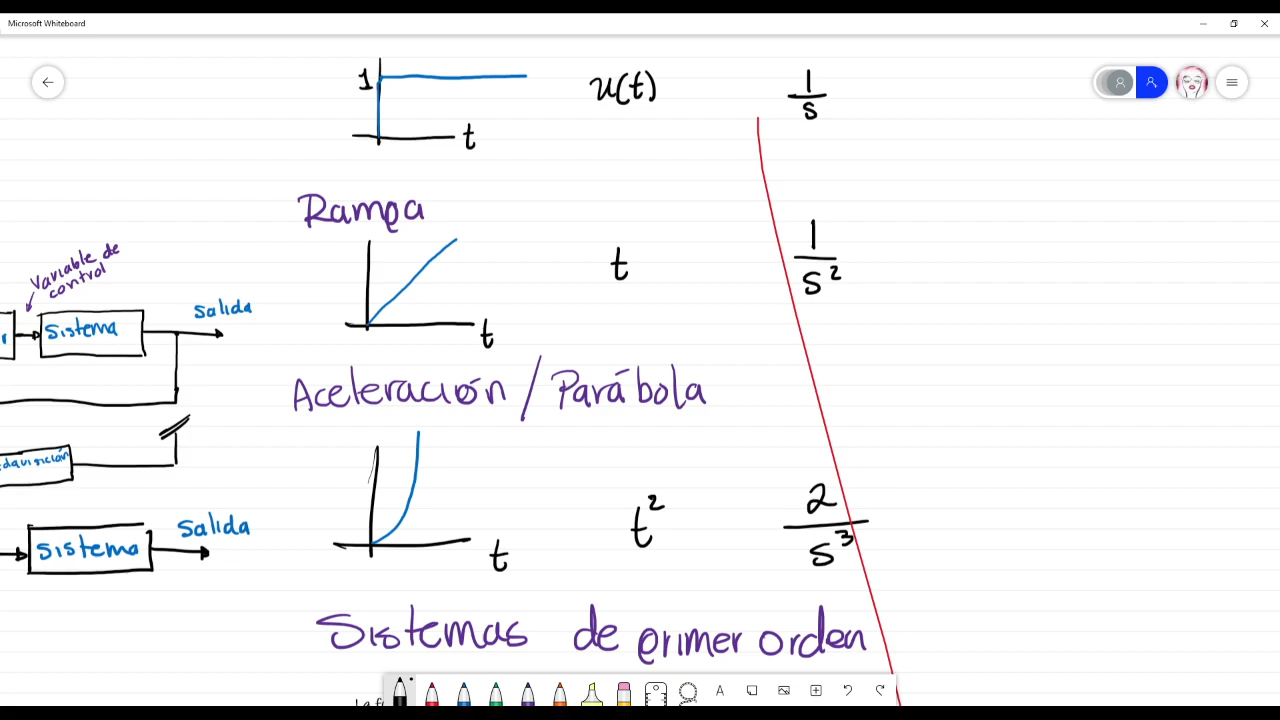 Microsoft Whiteboard
1
t
u(t)
1
s
Rampa
t
t
1
s²
Variable de
control
Sistema
salida
Aceleración / Parábola
t
t²
2
s³
Sistema
Salida
Sistemas de primer orden
A